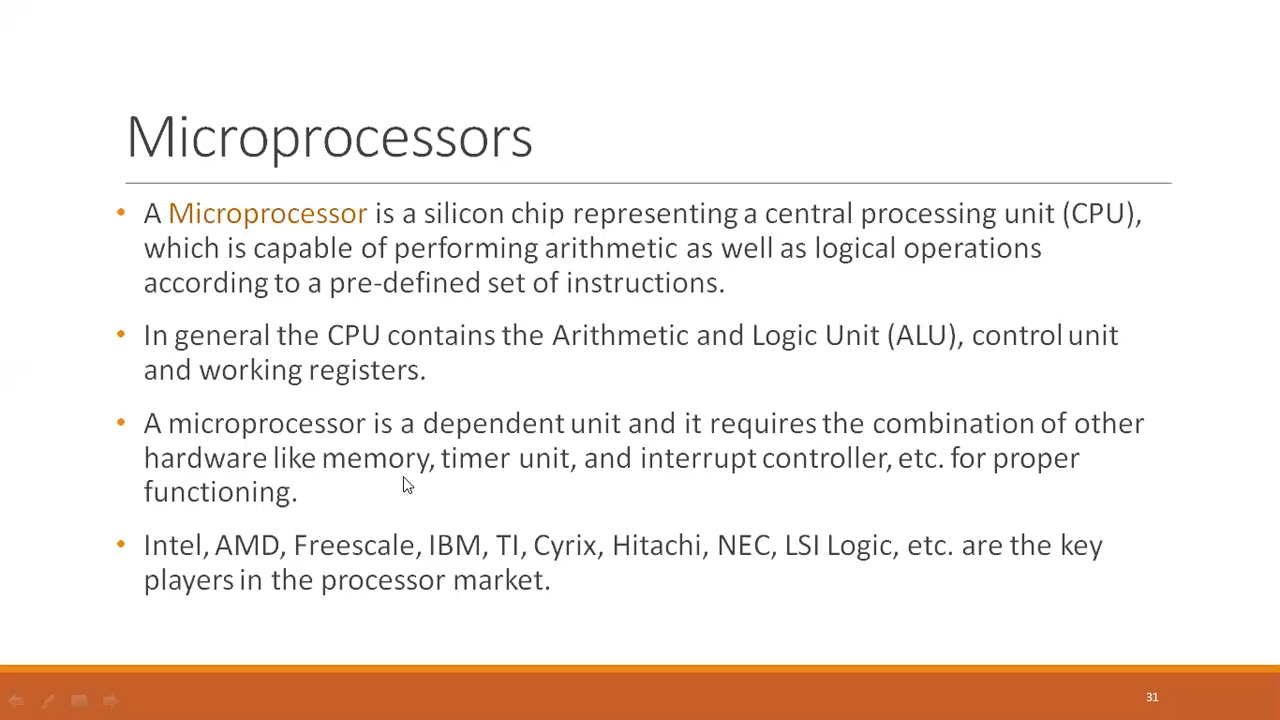 Microprocessors
• A Microprocessor is a silicon chip representing a central processing unit (CPU),
which is capable of performing arithmetic as well as logical operations
according to a pre-defined set of instructions.
• In general the CPU contains the Arithmetic and Logic Unit (ALU), control unit
and working registers.
• A microprocessor is a dependent unit and it requires the combination of other
hardware like memory, timer unit, and interrupt controller, etc. for proper
functioning.
• Intel, AMD, Freescale, IBM, TI, Cyrix, Hitachi, NEC, LSI Logic, etc. are the key
players in the processor market.
31